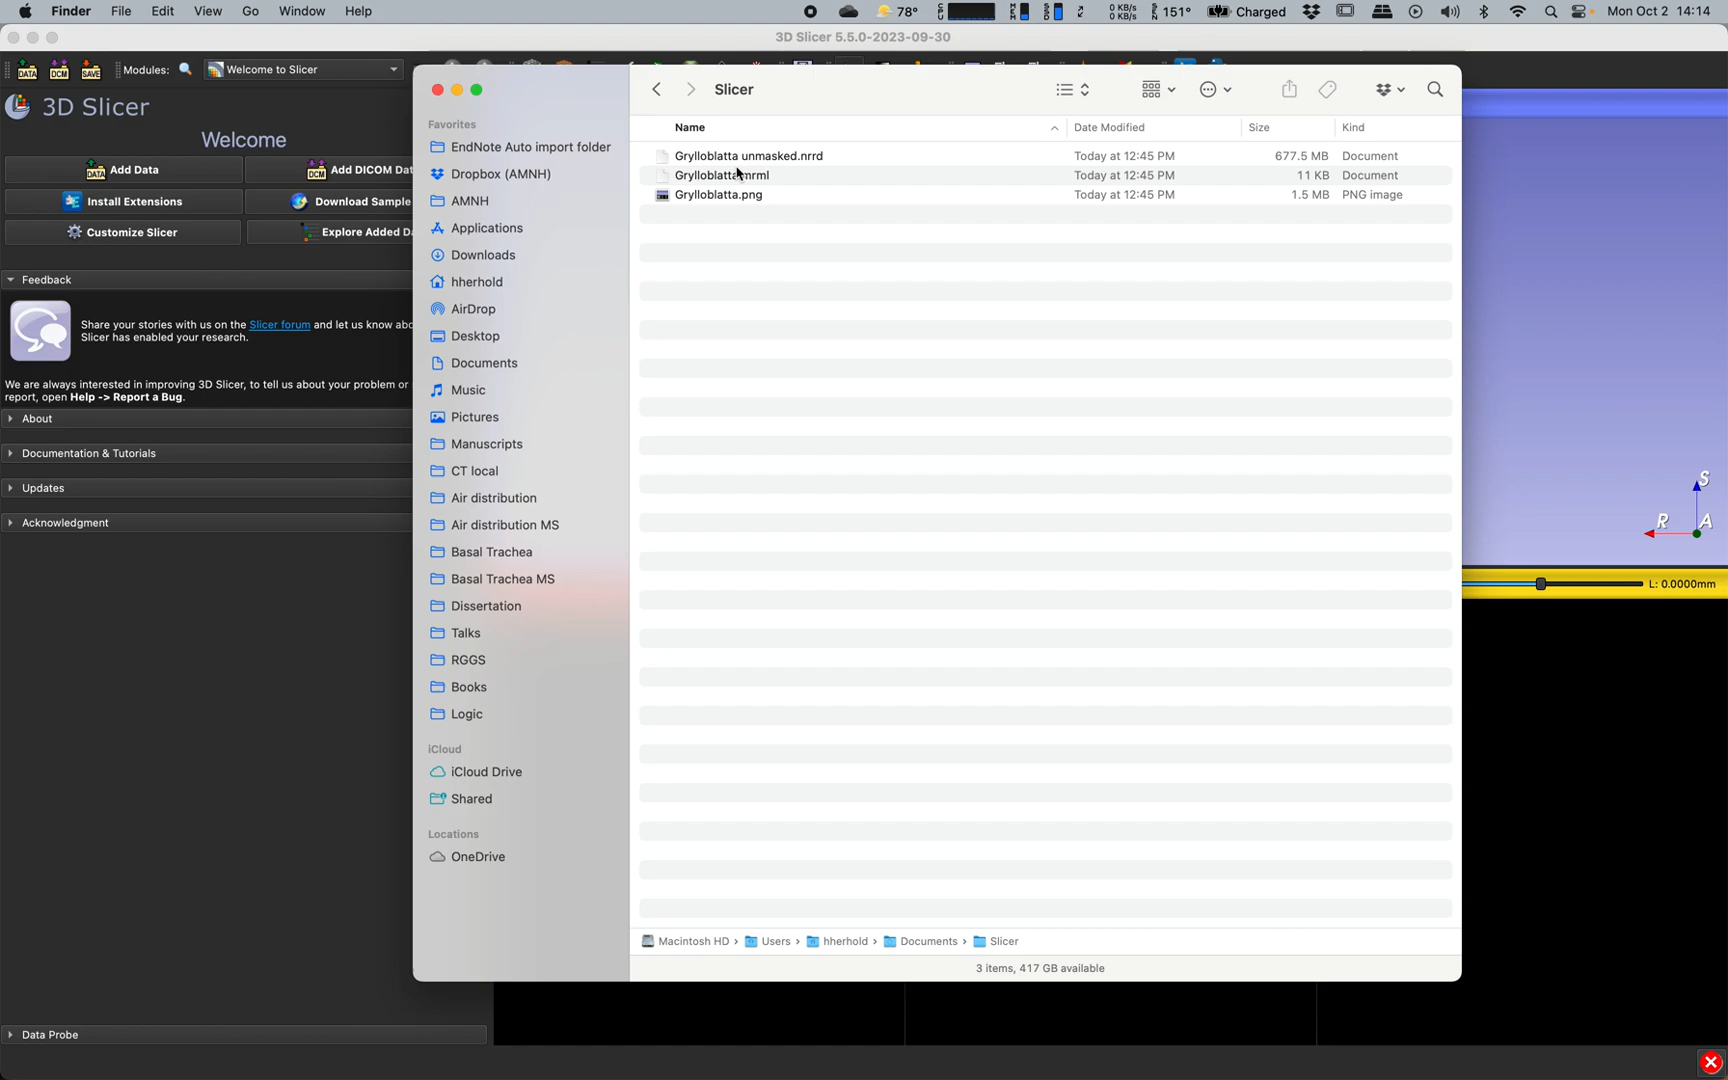 Finder File Edit View Go Window Help
78°
0 KB/s
0 KB/s
151°
Charged
Mon Oct 2 14:14
3D Slicer 5.5.0-2023-09-30
DATA
DCM
SAVE
Modules:
Welcome to Slicer
3D Slicer
Welcome
Add Data
Add DICOM Dat
Install Extensions
Download Sample
Customize Slicer
Explore Added Da
Feedback
Share your stories with us on the Slicer forum and let us know abo
Slicer has enabled your research.
We are always interested in improving 3D Slicer, to tell us about your problem or
report, open Help -> Report a Bug.
About
Documentation & Tutorials
Updates
Acknowledgment
Data Probe
Favorites
EndNote Auto import folder
Dropbox (AMNH)
AMNH
Applications
Downloads
hherhold
AirDrop
Desktop
Documents
Music
Pictures
Manuscripts
CT local
Air distribution
Air distribution MS
Basal Trachea
Basal Trachea MS
Dissertation
Talks
RGGS
Books
Logic
iCloud
iCloud Drive
Shared
Locations
OneDrive
Slicer
Name Date Modified Size Kind
Grylloblatta unmasked.nrrd Today at 12:45 PM 677.5 MB Document
Grylloblatta.mrml Today at 12:45 PM 11 KB Document
Grylloblatta.png Today at 12:45 PM 1.5 MB PNG image
Macintosh HD › Users › hherhold › Documents › Slicer
3 items, 417 GB available
S
R
A
L: 0.0000mm